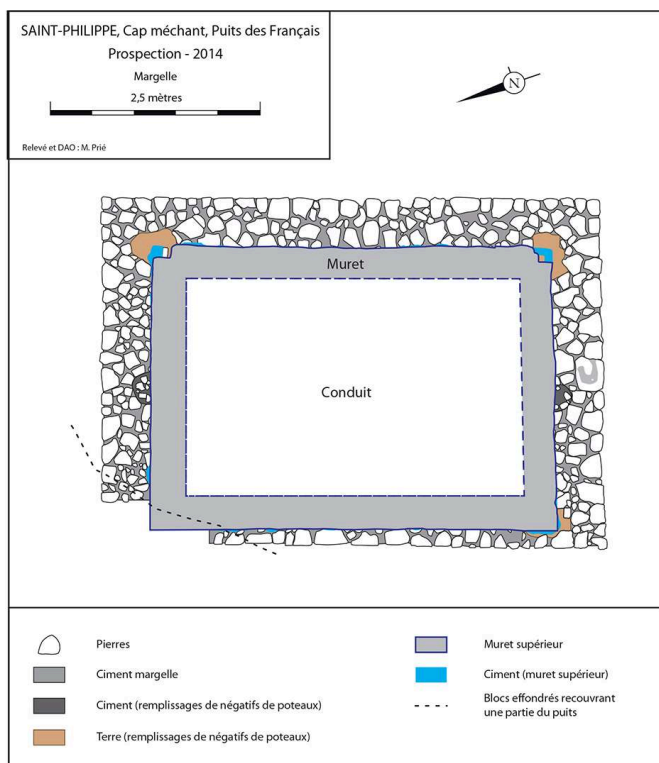 SAINT-PHILIPPE, Cap méchant, Puits des Français
Prospection - 2014
Margelle
2,5 mètres
Relevé et DAO : M. Prié
N
Muret
Conduit
Pierres
Ciment margelle
Ciment (remplissages de négatifs de poteaux)
Terre (remplissages de négatifs de poteaux)
Muret supérieur
Ciment (muret supérieur)
Blocs effondrés recouvrant
une partie du puits